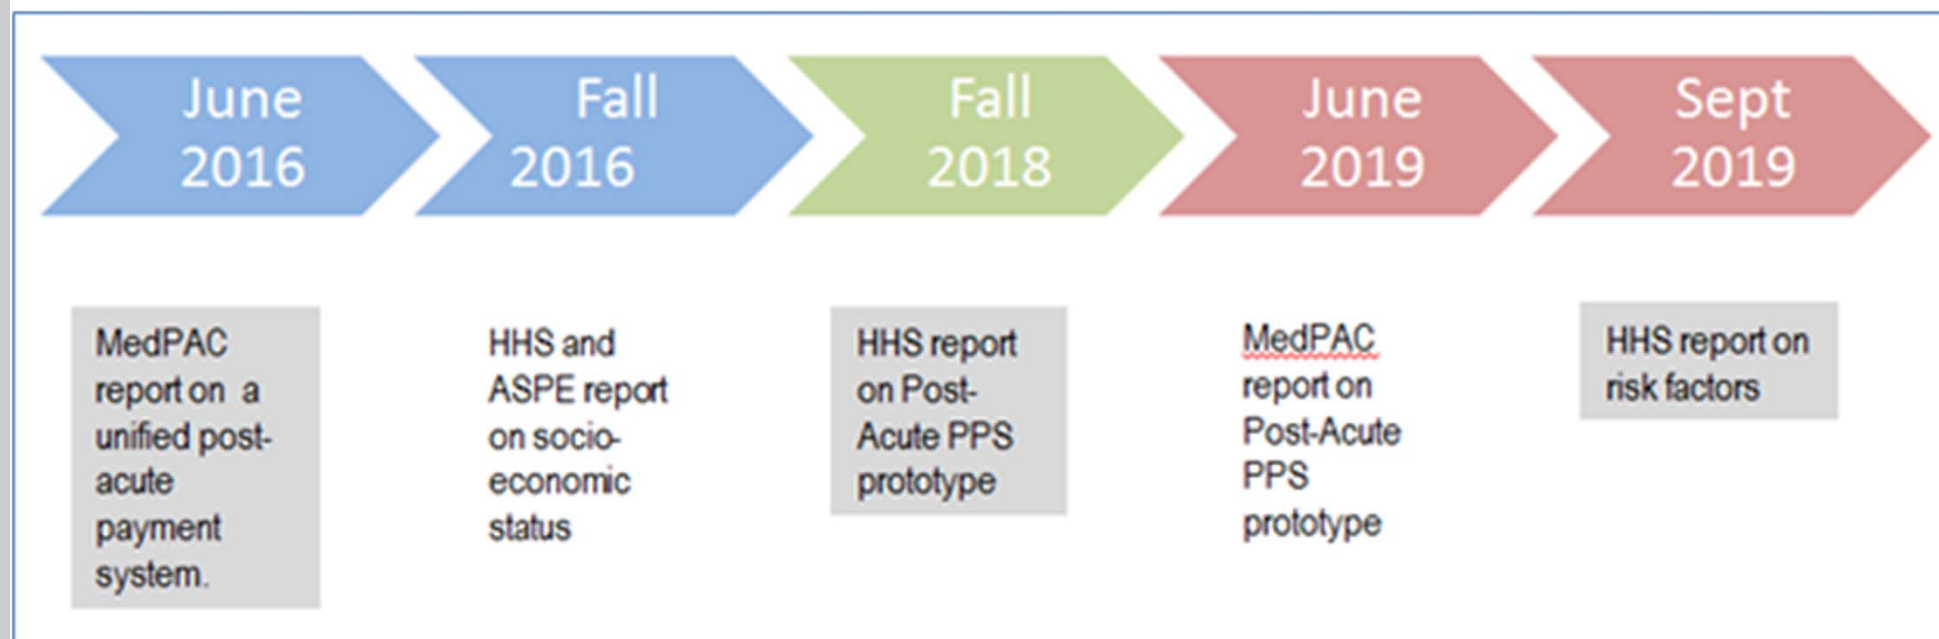 June
2016
Fall
2016
Fall
2018
June
2019
Sept
2019
MedPAC
report on a
unified post-
acute
payment
system.
HHS and
ASPE report
on socio-
economic
status
HHS report
on Post-
Acute PPS
prototype
MedPAC
report on
Post-Acute
PPS
prototype
HHS report on
risk factors